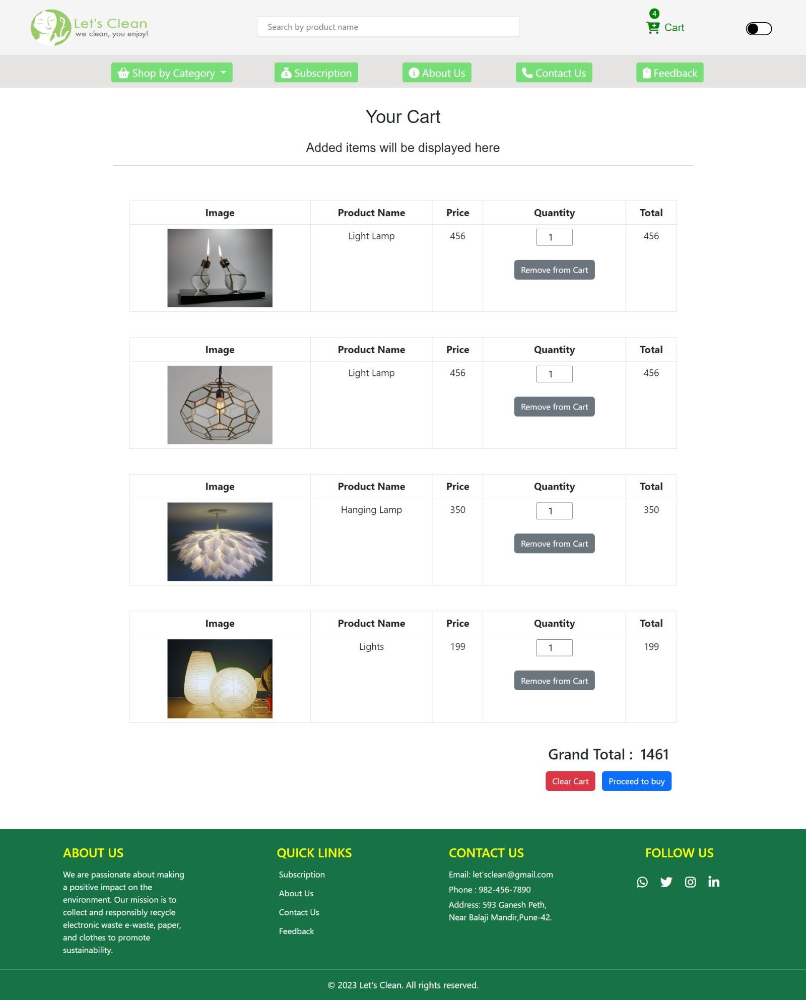 Let's Clean
we clean, you enjoy!
Search by product name
4
Cart
Shop by Category
Subscription
About Us
Contact Us
Feedback
Your Cart
Added items will be displayed here
Image Product Name Price Quantity Total
Light Lamp 456 1 456
Remove from Cart
Image Product Name Price Quantity Total
Light Lamp 456 1 456
Remove from Cart
Image Product Name Price Quantity Total
Hanging Lamp 350 1 350
Remove from Cart
Image Product Name Price Quantity Total
Lights 199 1 199
Remove from Cart
Grand Total : 1461
Clear Cart Proceed to buy
ABOUT US
We are passionate about making
a positive impact on the
environment. Our mission is to
collect and responsibly recycle
electronic waste e-waste, paper,
and clothes to promote
sustainability.
QUICK LINKS
Subscription
About Us
Contact Us
Feedback
CONTACT US
Email: let'sclean@gmail.com
Phone : 982-456-7890
Address: 593 Ganesh Peth,
Near Balaji Mandir,Pune-42.
FOLLOW US
© 2023 Let's Clean. All rights reserved.